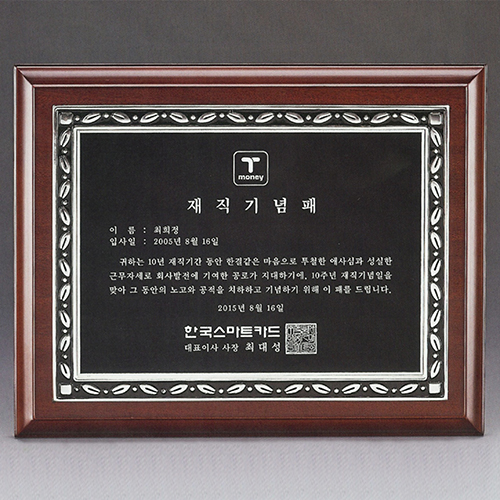 T
money
재직기념패
이 름 : 최희정
입사일 : 2005년 8월 16일
귀하는 10년 재직기간 동안 한결같은 마음으로 투철한 애사심과 성실한
근무자세로 회사발전에 기여한 공로가 지대하기에, 10주년 재직기념일을
맞아 그 동안의 노고와 공적을 치하하고 기념하기 위해 이 패를 드립니다.
2015년 8월 16일
한국스마트카드
대표이사 사장 최대성